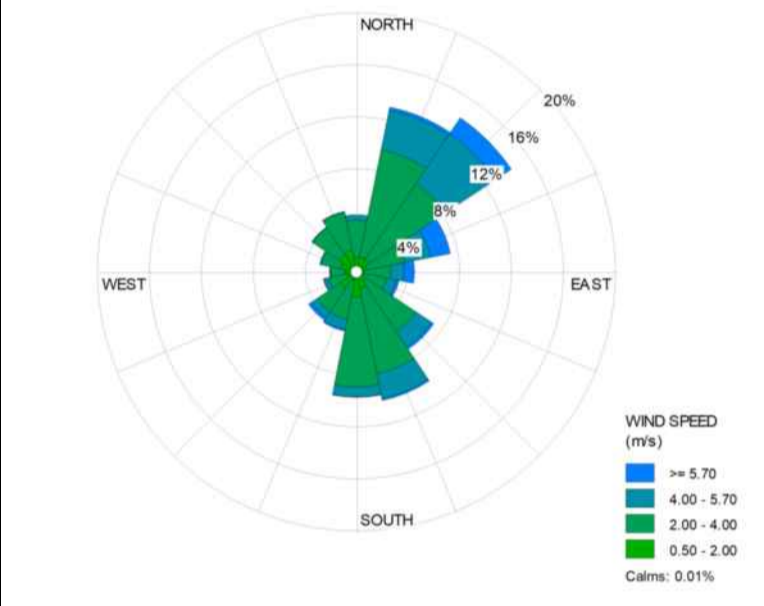 NORTH
20%
16%
12%
8%
4%
WEST
EAST
SOUTH
WIND SPEED
(m/s)
>= 5.70
4.00 - 5.70
2.00 - 4.00
0.50 - 2.00
Calms: 0.01%